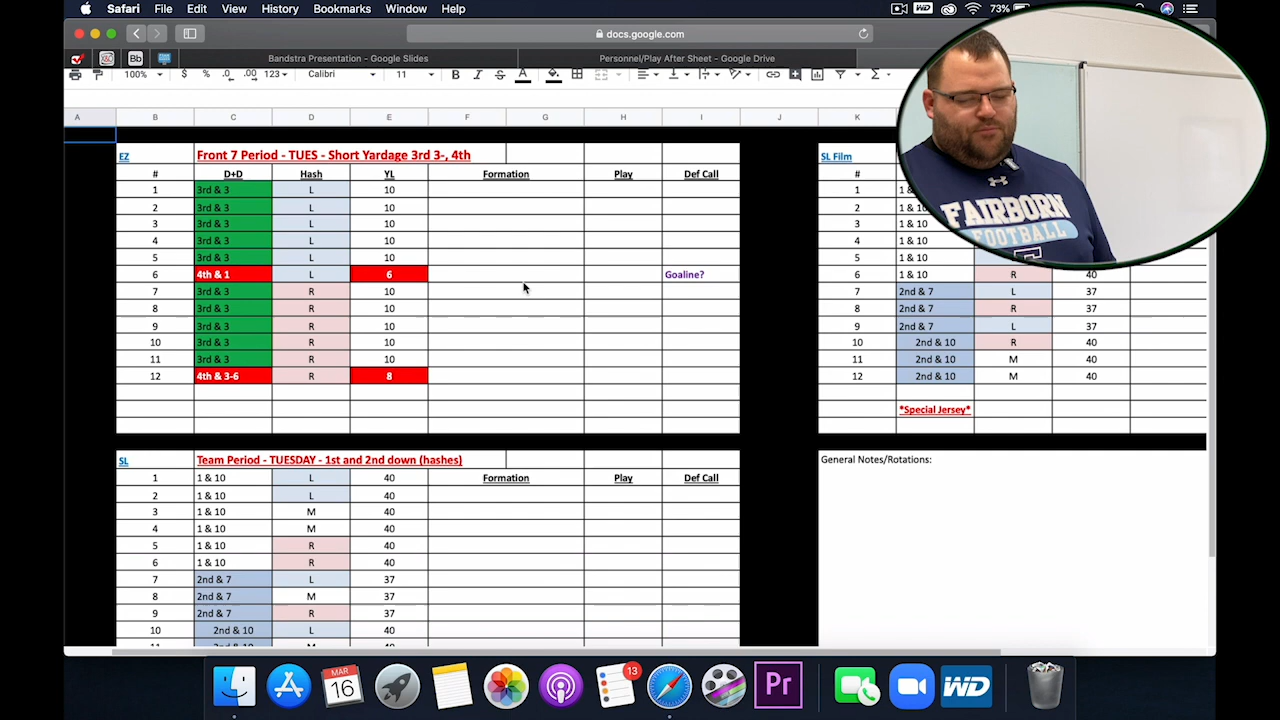 Safari File Edit View History Bookmarks Window Help
WD 73%
docs.google.com
Bb Bandstra Presentation - Google Slides Personnel/Play After Sheet - Google Drive
100% $ % .0 .00 123 Calibri 11 B I S A
A B C D E F G H I J K
EZ Front 7 Period - TUES - Short Yardage 3rd 3-, 4th SL Film
# D+D Hash YL Formation Play Def Call #
1 3rd & 3 L 10 1
2 3rd & 3 L 10 2 1 &
3 3rd & 3 L 10 3 1 & 10
4 3rd & 3 L 10 4 1 & 10
5 3rd & 3 L 10 5 1 & 10
6 4th & 1 L 6 Goaline? 6 1 & 10 R 40
7 3rd & 3 R 10 7 2nd & 7 L 37
8 3rd & 3 R 10 8 2nd & 7 R 37
9 3rd & 3 R 10 9 2nd & 7 L 37
10 3rd & 3 R 10 10 2nd & 10 R 40
11 3rd & 3 R 10 11 2nd & 10 M 40
12 4th & 3-6 R 8 12 2nd & 10 M 40
*Special Jersey*
SL Team Period - TUESDAY - 1st and 2nd down (hashes) General Notes/Rotations:
1 1 & 10 L 40 Formation Play Def Call
2 1 & 10 L 40
3 1 & 10 M 40
4 1 & 10 M 40
5 1 & 10 R 40
6 1 & 10 R 40
7 2nd & 7 L 37
8 2nd & 7 M 37
9 2nd & 7 R 37
10 2nd & 10 L 40
FAIRBORN
FOOTBALL
MAR
16
13
Pr
WD